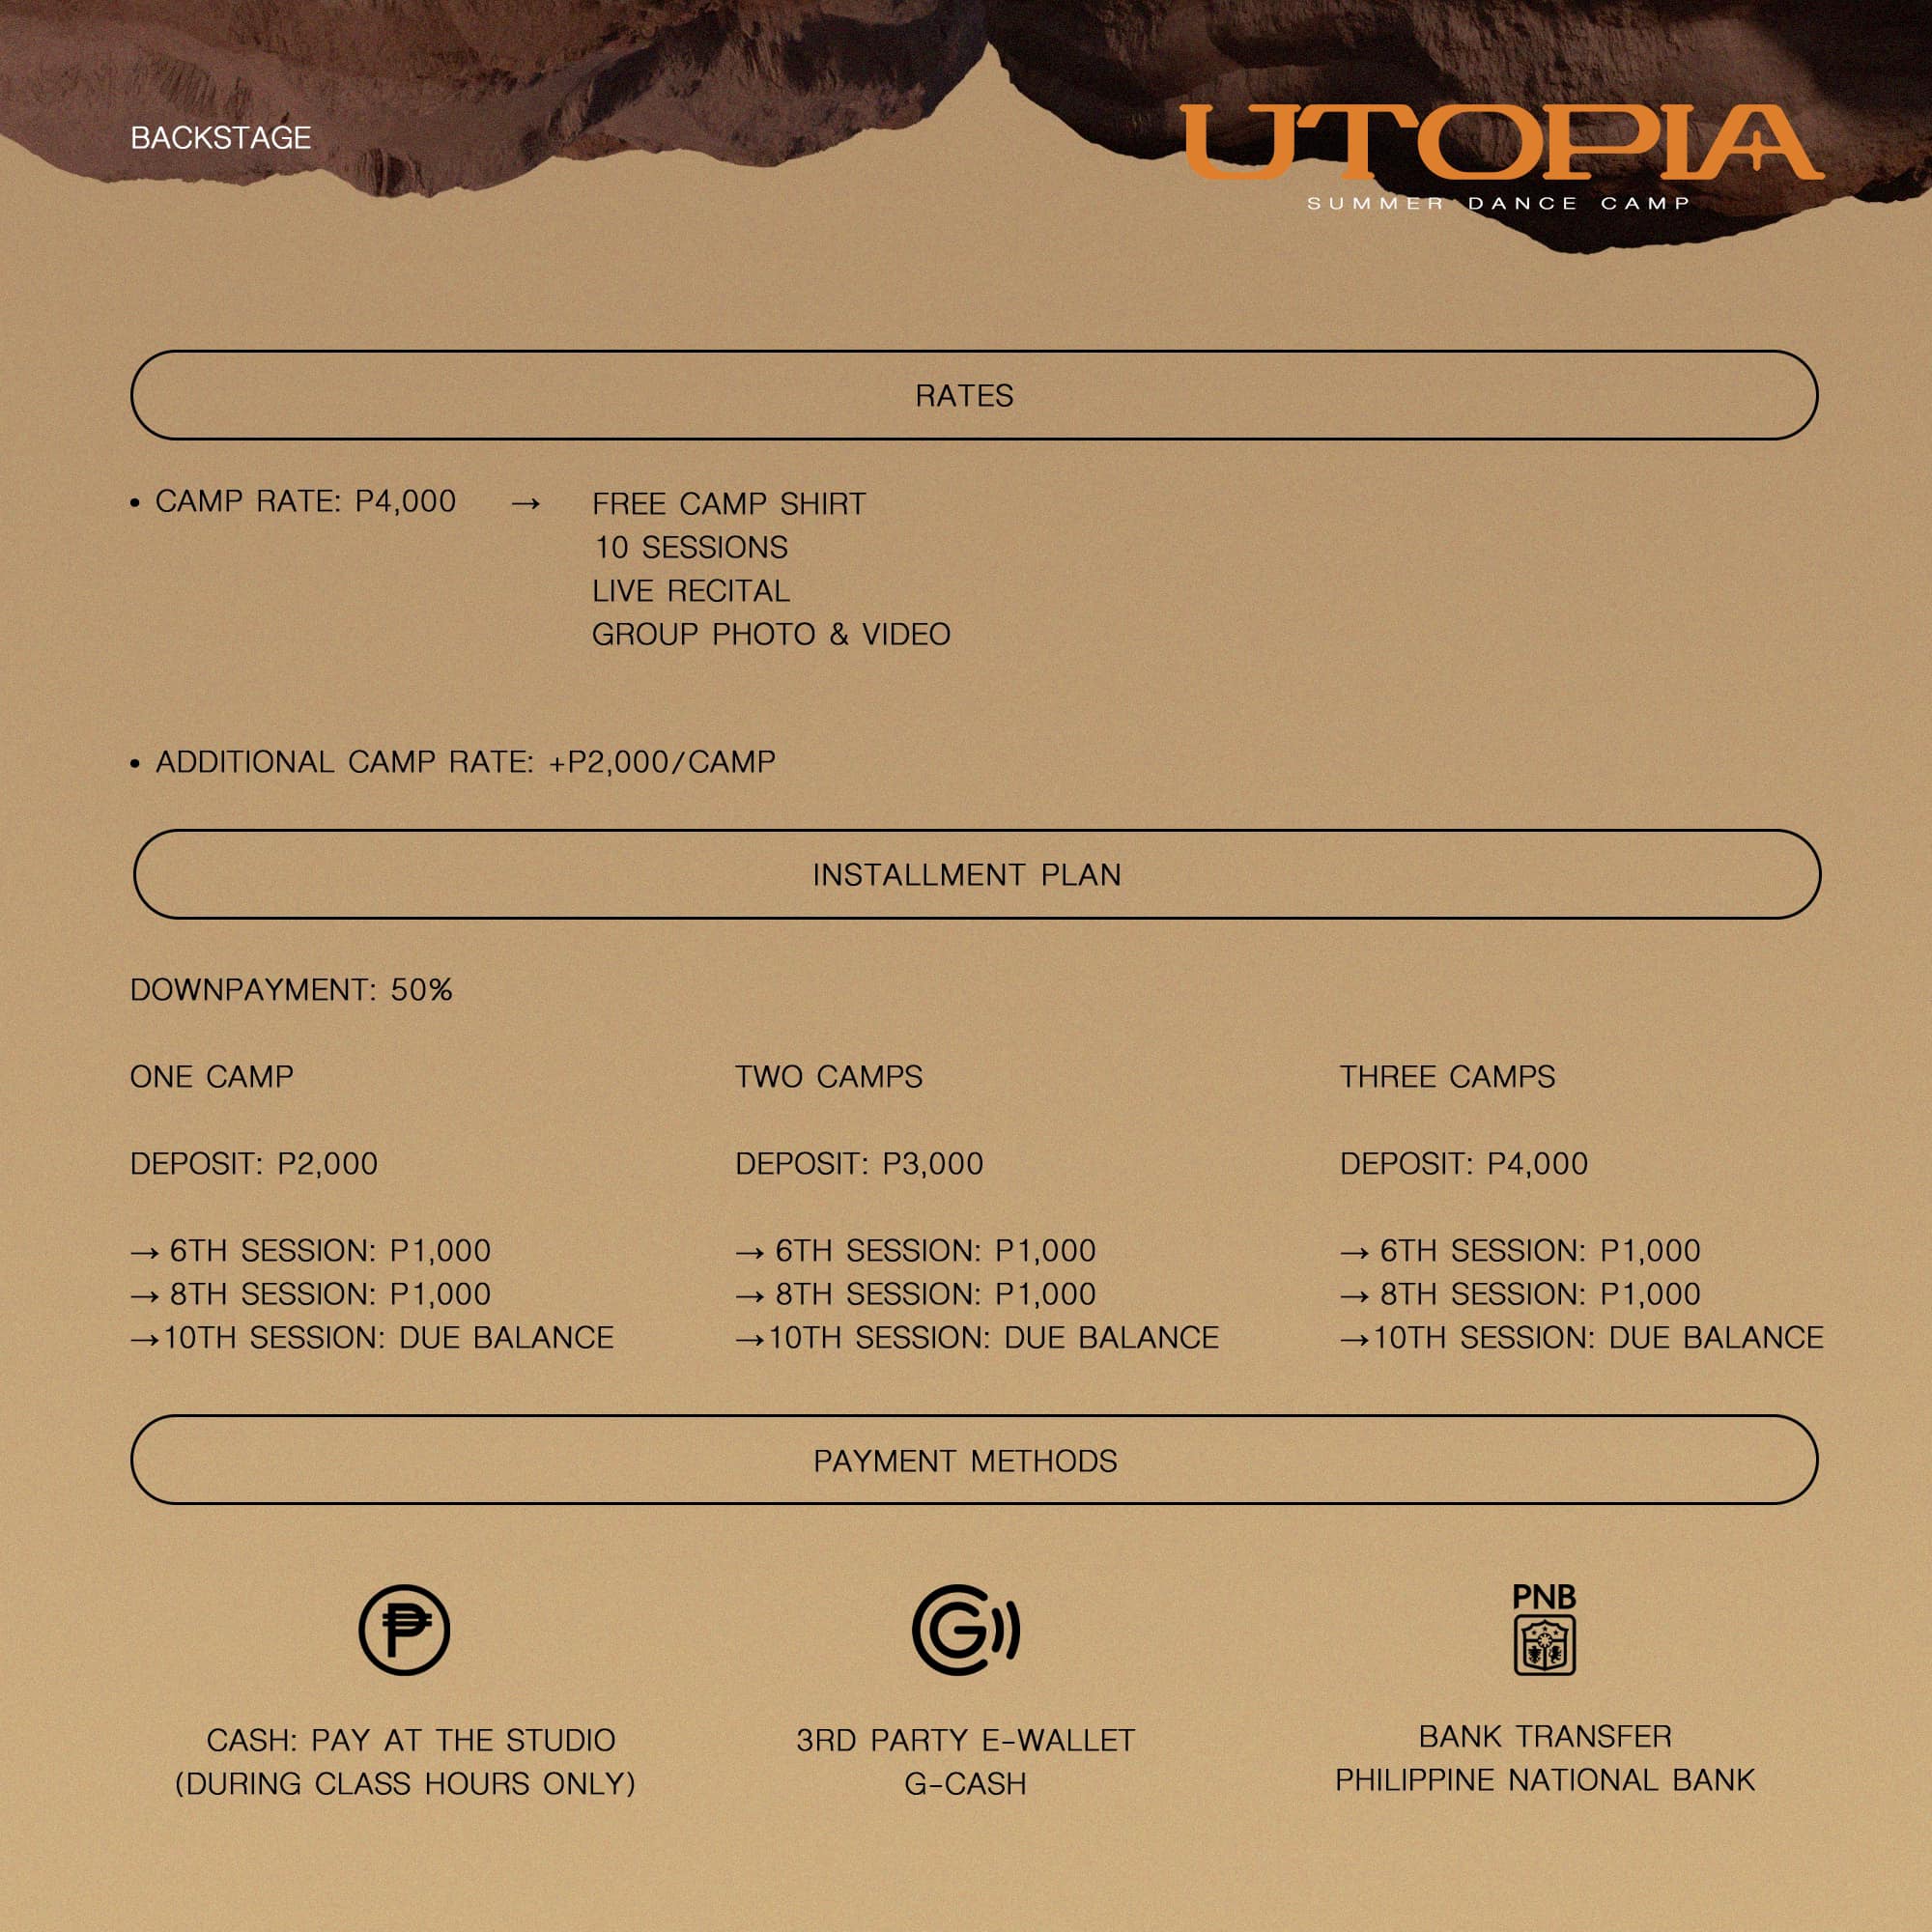 BACKSTAGE
UTOPIA
SUMMER DANCE CAMP
RATES
• CAMP RATE: P4,000 → FREE CAMP SHIRT
10 SESSIONS
LIVE RECITAL
GROUP PHOTO & VIDEO
• ADDITIONAL CAMP RATE: +P2,000/CAMP
INSTALLMENT PLAN
DOWNPAYMENT: 50%
ONE CAMP
DEPOSIT: P2,000
→ 6TH SESSION: P1,000
→ 8TH SESSION: P1,000
→10TH SESSION: DUE BALANCE
TWO CAMPS
DEPOSIT: P3,000
→ 6TH SESSION: P1,000
→ 8TH SESSION: P1,000
→10TH SESSION: DUE BALANCE
THREE CAMPS
DEPOSIT: P4,000
→ 6TH SESSION: P1,000
→ 8TH SESSION: P1,000
→10TH SESSION: DUE BALANCE
PAYMENT METHODS
₱
CASH: PAY AT THE STUDIO
(DURING CLASS HOURS ONLY)
G
3RD PARTY E-WALLET
G-CASH
PNB
BANK TRANSFER
PHILIPPINE NATIONAL BANK